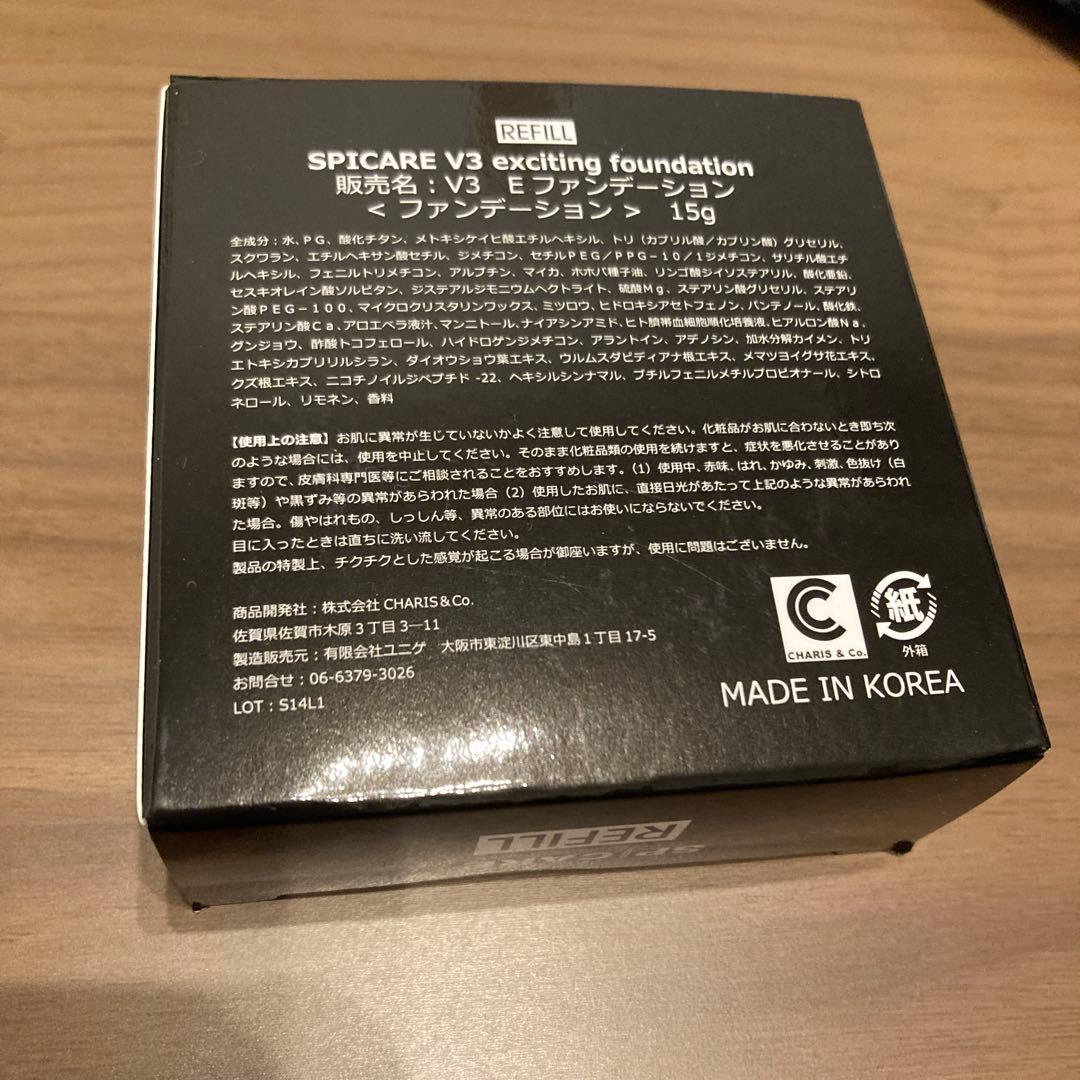 REFILL
SPICARE V3 exciting foundation
販売名：V3　Eファンデーション
＜ファンデーション＞　15g
全成分：水、PG、酸化チタン、メトキシケイヒ酸エチルヘキシル、トリ（カプリル酸／カプリン酸）グリセリル、
スクワラン、エチルヘキサン酸セチル、ジメチコン、セチルPEG／PPG－10／1ジメチコン、サリチル酸エチ
ルヘキシル、フェニルトリメチコン、アルブチン、マイカ、ホホバ種子油、リンゴ酸ジイソステアリル、酸化亜鉛、
セスキオレイン酸ソルビタン、ジステアルジモニウムヘクトライト、硫酸Mg、ステアリン酸グリセリル、ステアリ
ン酸PEG－100、マイクロクリスタリンワックス、ミツロウ、ヒドロキシアセトフェノン、パンテノール、酸化鉄、
ステアリン酸Ca、アロエベラ液汁、マンニトール、ナイアシンアミド、ヒト臍帯血細胞順化培養液、ヒアルロン酸Na、
グンジョウ、酢酸トコフェロール、ハイドロゲンジメチコン、アラントイン、アデノシン、加水分解カイメン、トリ
エトキシカプリリルシラン、ダイオウショウ葉エキス、ウルムスダビディアナ根エキス、メマツヨイグサ花エキス、
クズ根エキス、ニコチノイルジペプチド -22、ヘキシルシンナマル、ブチルフェニルメチルプロピオナール、シトロ
ネロール、リモネン、香料
【使用上の注意】お肌に異常が生じていないかよく注意して使用してください。化粧品がお肌に合わないとき即ち次
のような場合には、使用を中止してください。そのまま化粧品類の使用を続けますと、症状を悪化させることがあり
ますので、皮膚科専門医等にご相談されることをおすすめします。（1）使用中、赤味、はれ、かゆみ、刺激、色抜け（白
斑等）や黒ずみ等の異常があらわれた場合（2）使用したお肌に、直接日光があたって上記のような異常があらわれ
た場合。傷やはれもの、しっしん等、異常のある部位にはお使いにならないでください。
目に入ったときは直ちに洗い流してください。
製品の特製上、チクチクとした感覚が起こる場合が御座いますが、使用に問題はございません。
商品開発社：株式会社 CHARIS＆Co.
佐賀県佐賀市木原３丁目３―11
製造販売元：有限会社ユニゲ　大阪市東淀川区東中島１丁目17-5
お問合せ：06-6379-3026
LOT：S14L1
CHARIS & Co.
紙
外箱
MADE IN KOREA
SPICARE
REFILL